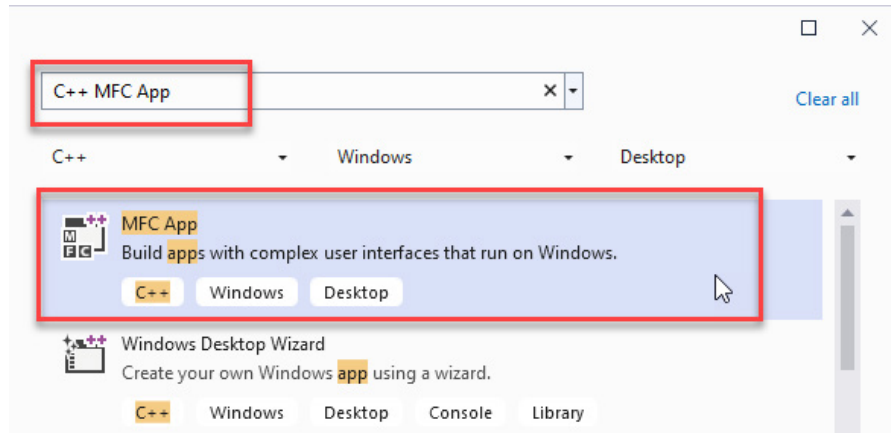 C++ MFC App
Clear all
C++ Windows Desktop
MFC App
Build apps with complex user interfaces that run on Windows.
C++ Windows Desktop
Windows Desktop Wizard
Create your own Windows app using a wizard.
C++ Windows Desktop Console Library